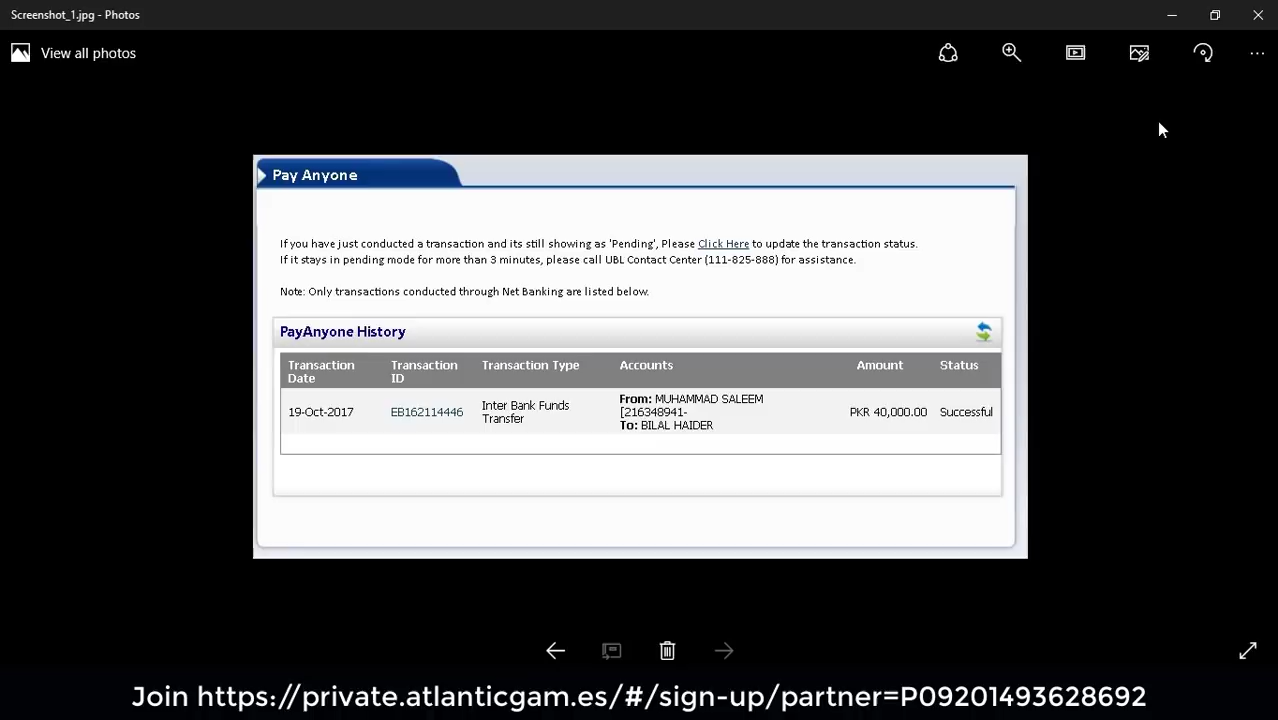 Screenshot_1.jpg - Photos
View all photos
Pay Anyone
If you have just conducted a transaction and its still showing as 'Pending', Please Click Here to update the transaction status.
If it stays in pending mode for more than 3 minutes, please call UBL Contact Center (111-825-888) for assistance.
Note: Only transactions conducted through Net Banking are listed below.
PayAnyone History
Transaction Date Transaction ID Transaction Type Accounts Amount Status
19-Oct-2017 EB162114446 Inter Bank Funds Transfer From: MUHAMMAD SALEEM [216348941- To: BILAL HAIDER PKR 40,000.00 Successful
Join https://private.atlanticgam.es/#/sign-up/partner=P09201493628692